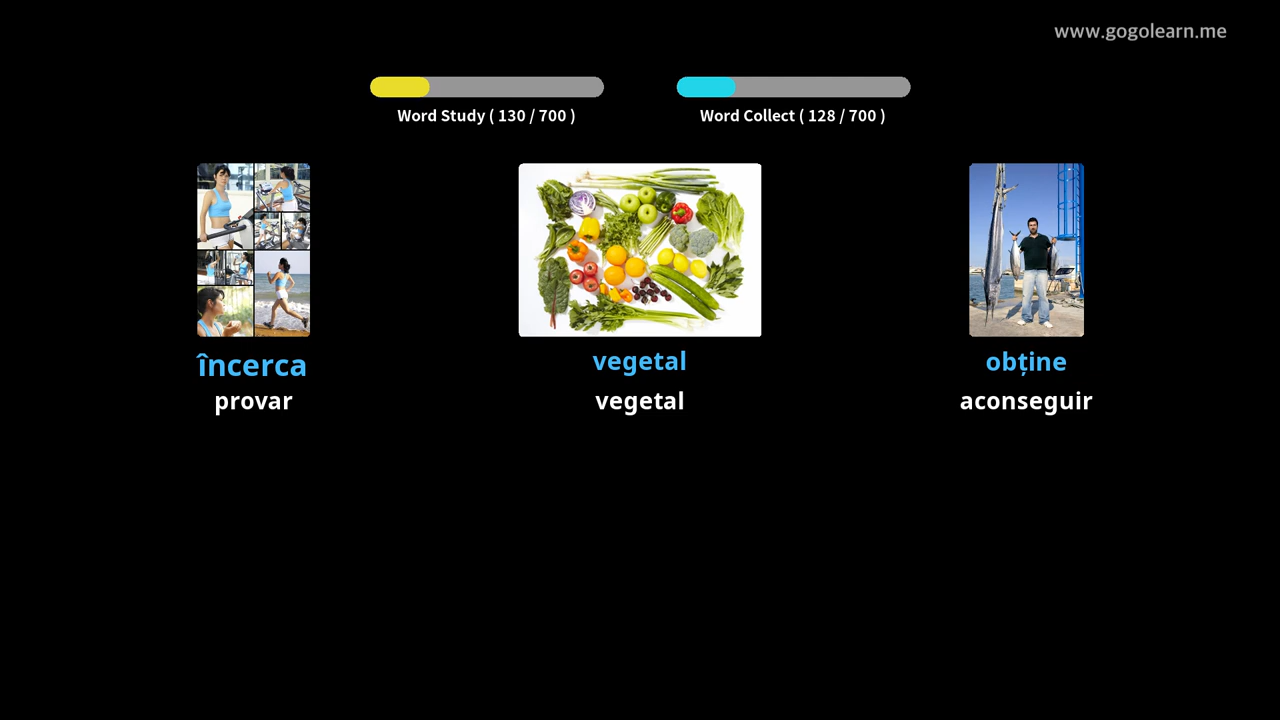 www.gogolearn.me
Word Study ( 130 / 700 )
Word Collect ( 128 / 700 )
încerca
provar
vegetal
vegetal
obține
aconseguir